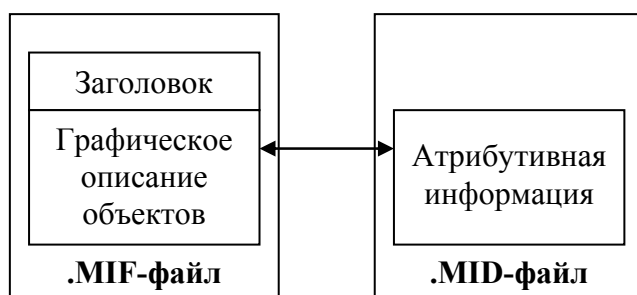 Заголовок
Графическое
описание
объектов
.MIF-файл
Атрибутивная
информация
.MID-файл